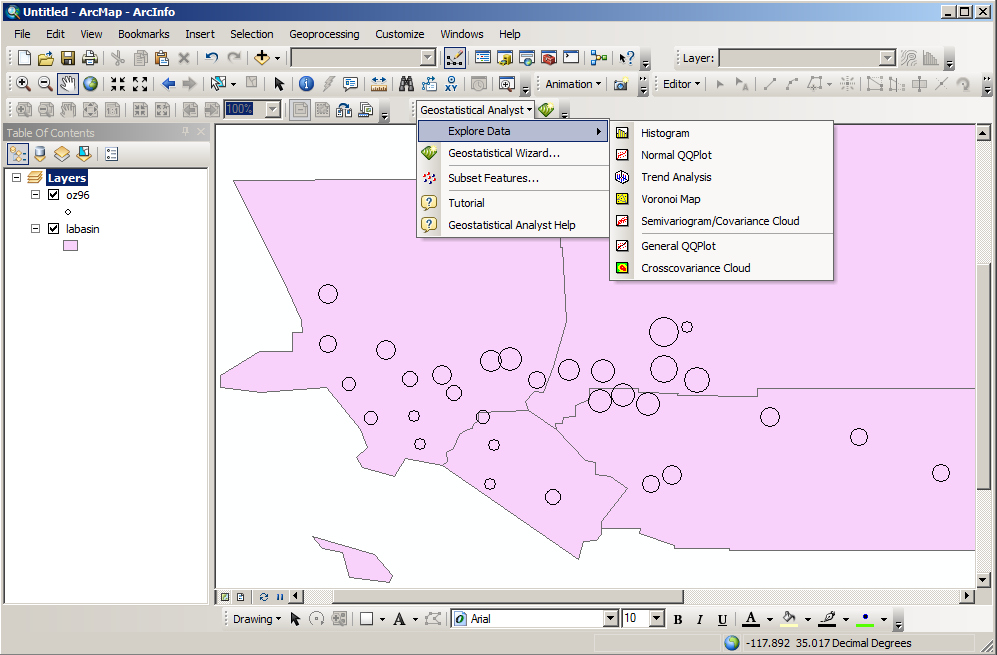 Untitled - ArcMap - ArcInfo
File Edit View Bookmarks Insert Selection Geoprocessing Customize Windows Help
Layer:
Animation Editor
100% Geostatistical Analyst
Table Of Contents
Layers
oz96
labasin
Explore Data
Geostatistical Wizard...
Subset Features...
Tutorial
Geostatistical Analyst Help
Histogram
Normal QQPlot
Trend Analysis
Voronoi Map
Semivariogram/Covariance Cloud
General QQPlot
Crosscovariance Cloud
Drawing A Arial 10 B I U A
-117.892 35.017 Decimal Degrees